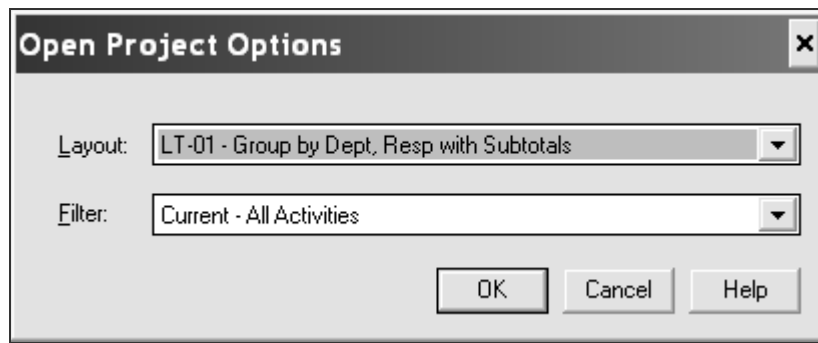 Open Project Options
Layout: LT-01 - Group by Dept, Resp with Subtotals
Filter: Current - All Activities
OK Cancel Help